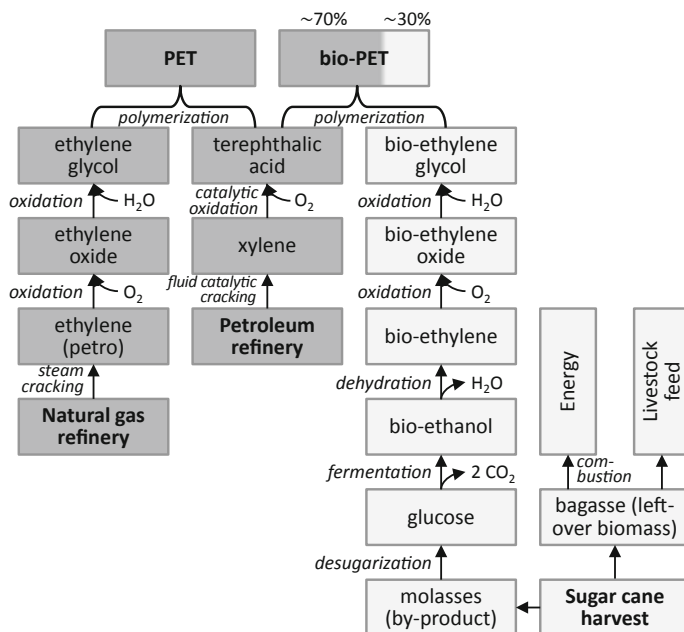 ~70%
~30%
PET
bio-PET
polymerization
polymerization
ethylene
glycol
terephthalic
acid
bio-ethylene
glycol
oxidation
H2O
catalytic
oxidation
O2
oxidation
H2O
ethylene
oxide
xylene
bio-ethylene
oxide
oxidation
O2
fluid catalytic
cracking
oxidation
O2
ethylene
(petro)
Petroleum
refinery
bio-ethylene
Energy
Livestock
feed
steam
cracking
dehydration
H2O
Natural gas
refinery
bio-ethanol
fermentation
2 CO2
com-
bustion
glucose
bagasse (left-
over biomass)
desugarization
molasses
(by-product)
Sugar cane
harvest